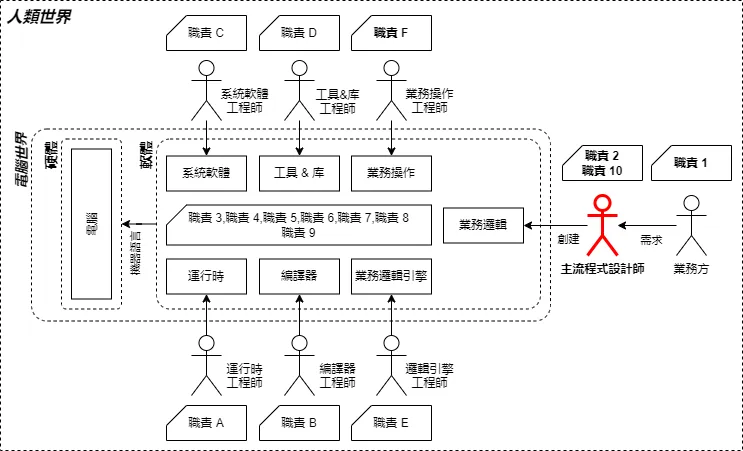 人類世界
職責 C
職責 D
職責 F
系統軟體
工程師
工具&库
工程師
業務操作
工程師
電腦世界
硬體
軟體
電腦
機器語言
系統軟體
工具 & 库
業務操作
職責 3,職責 4,職責 5,職責 6,職責 7,職責 8
職責 9
業務邏輯
運行時
編譯器
業務邏輯引擎
職責 2
職責 10
職責 1
創建
需求
主流程式設計師
業務方
運行時
工程師
編譯器
工程師
邏輯引擎
工程師
職責 A
職責 B
職責 E